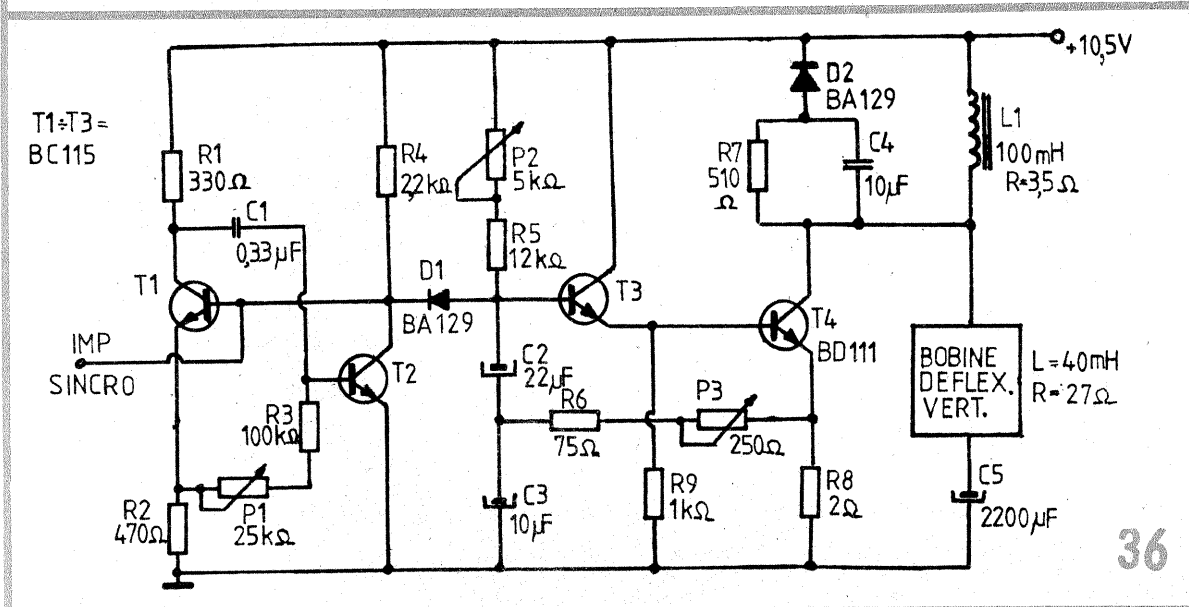 +10,5V
T1÷T3=
BC115
R1
330Ω
C1
0,33µF
R4
2,2kΩ
P2
5kΩ
R5
12kΩ
D2
BA129
R7
510
Ω
C4
10µF
L1
100mH
R=3,5Ω
T1
IMP
SINCRO
D1
BA129
T2
T3
T4
BD111
C2
22µF
R6
75Ω
P3
250Ω
BOBINE
DEFLEX.
VERT.
L=40mH
R=27Ω
R3
100kΩ
R2
470Ω
P1
25kΩ
C3
10µF
R9
1kΩ
R8
2Ω
C5
2200µF
36